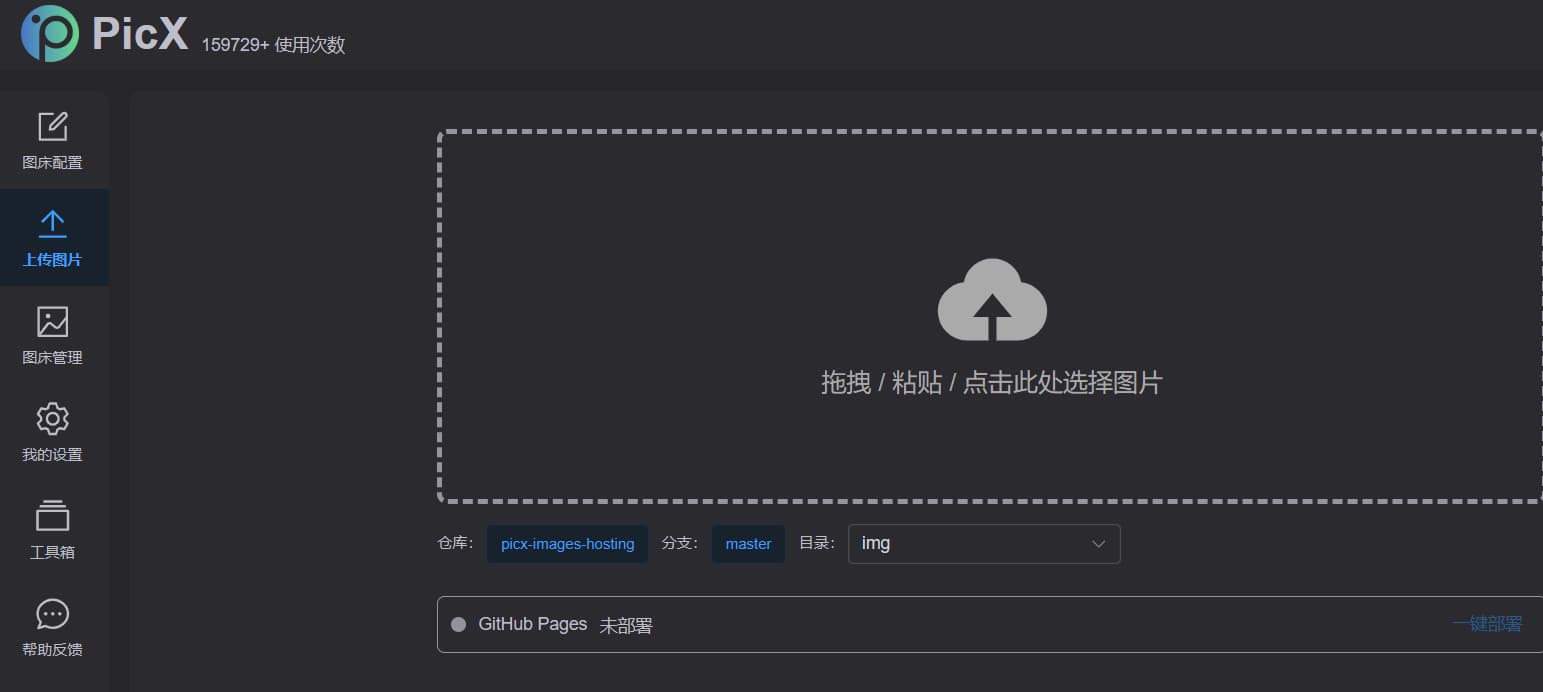 PicX 159729+ 使用次数
图床配置
上传图片
图床管理
我的设置
工具箱
帮助反馈
拖拽 / 粘贴 / 点击此处选择图片
仓库： picx-images-hosting 分支： master 目录： img
GitHub Pages 未部署 一键部署